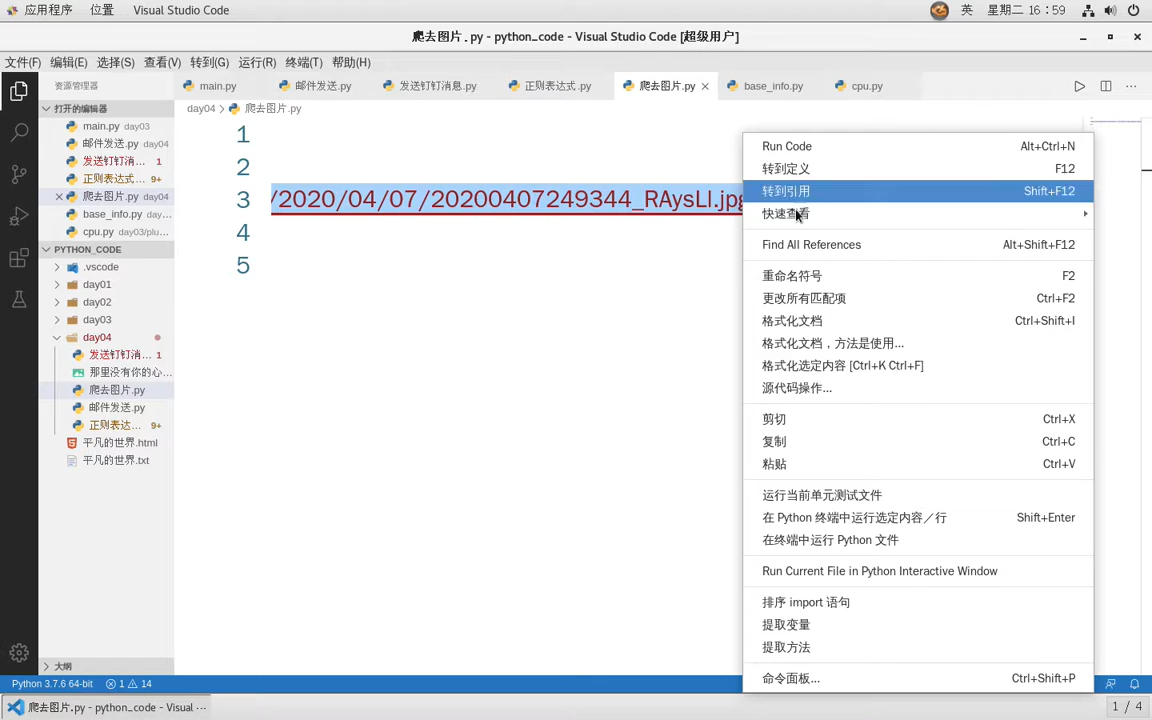 应用程序 位置 Visual Studio Code 英 星期二 16∶59
爬去图片.py - python_code - Visual Studio Code [超级用户]
文件(F) 编辑(E) 选择(S) 查看(V) 转到(G) 运行(R) 终端(T) 帮助(H)
资源管理器
main.py 邮件发送.py 发送钉钉消息.py 正则表达式.py 爬去图片.py base_info.py cpu.py
day04 爬去图片.py
打开的编辑器
main.py day03
邮件发送.py day04
发送钉钉消... 1
正则表达式... 9+
爬去图片.py day04
base_info.py day...
cpu.py day03/plu...
PYTHON_CODE
.vscode
day01
day02
day03
day04
发送钉钉消... 1
那里没有你的心...
爬去图片.py
邮件发送.py
正则表达... 9+
平凡的世界.html
平凡的世界.txt
大纲
1
2
3 /2020/04/07/20200407249344_RAysLl.jpg
4
5
Run Code Alt+Ctrl+N
转到定义 F12
转到引用 Shift+F12
快速查看
Find All References Alt+Shift+F12
重命名符号 F2
更改所有匹配项 Ctrl+F2
格式化文档 Ctrl+Shift+I
格式化文档，方法是使用...
格式化选定内容 [Ctrl+K Ctrl+F]
源代码操作...
剪切 Ctrl+X
复制 Ctrl+C
粘贴 Ctrl+V
运行当前单元测试文件
在 Python 终端中运行选定内容／行 Shift+Enter
在终端中运行 Python 文件
Run Current File in Python Interactive Window
排序 import 语句
提取变量
提取方法
命令面板... Ctrl+Shift+P
Python 3.7.6 64-bit 1 14
爬去图片.py - python_code - Visual ··· 1 / 4